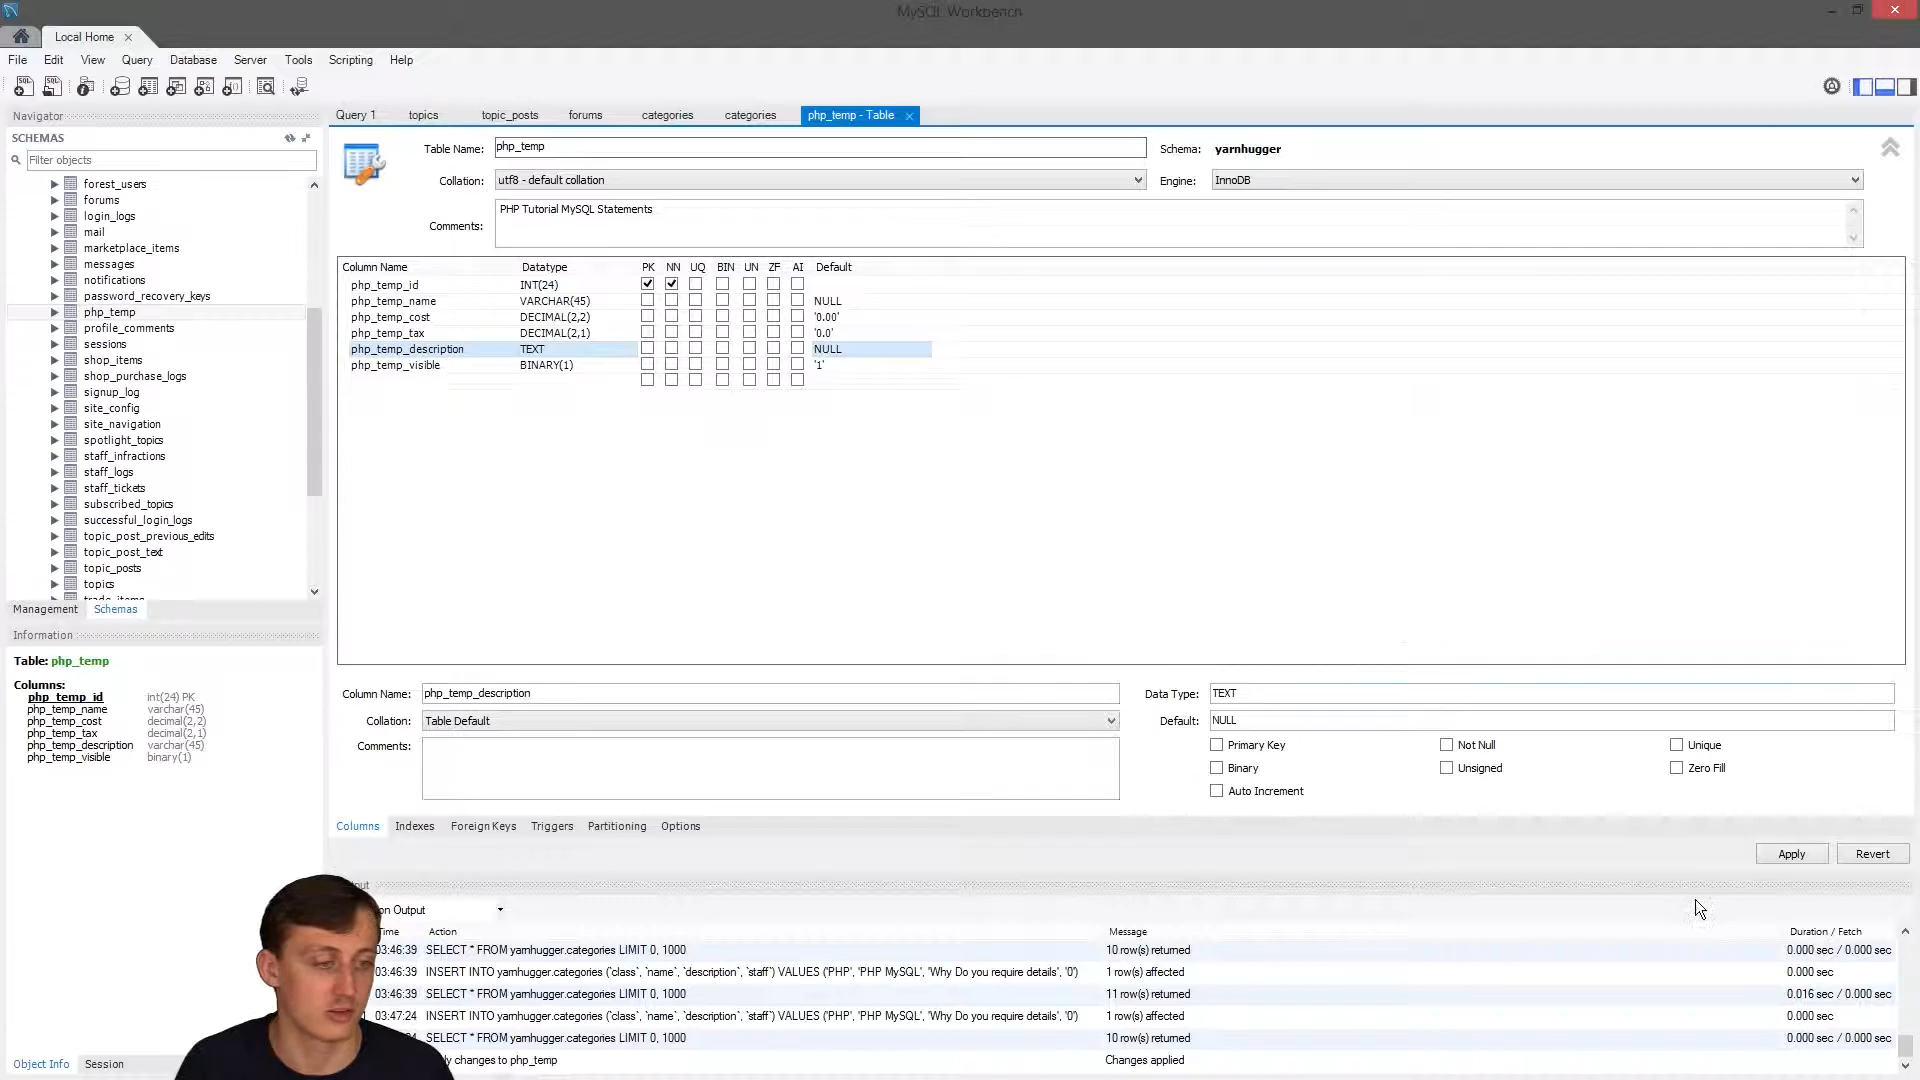 MySQL Workbench
Local Home
File Edit View Query Database Server Tools Scripting Help
Navigator
SCHEMAS
Filter objects
forest_users
forums
login_logs
mail
marketplace_items
messages
notifications
password_recovery_keys
php_temp
profile_comments
sessions
shop_items
shop_purchase_logs
signup_log
site_config
site_navigation
spotlight_topics
staff_infractions
staff_logs
staff_tickets
subscribed_topics
successful_login_logs
topic_post_previous_edits
topic_post_text
topic_posts
topics
trade_items
Management Schemas
Information
Table: php_temp
Columns:
php_temp_id int(24) PK
php_temp_name varchar(45)
php_temp_cost decimal(2,2)
php_temp_tax decimal(2,1)
php_temp_description varchar(45)
php_temp_visible binary(1)
Object Info Session
Query 1 topics topic_posts forums categories categories php_temp - Table
Table Name: php_temp Schema: yarnhugger
Collation: utf8 - default collation Engine: InnoDB
Comments: PHP Tutorial MySQL Statements
Column Name Datatype PK NN UQ BIN UN ZF AI Default
php_temp_id INT(24)
php_temp_name VARCHAR(45) NULL
php_temp_cost DECIMAL(2,2) '0.00'
php_temp_tax DECIMAL(2,1) '0.0'
php_temp_description TEXT NULL
php_temp_visible BINARY(1) '1'
Column Name: php_temp_description Data Type: TEXT
Collation: Table Default Default: NULL
Comments: Primary Key Not Null Unique
Binary Unsigned Zero Fill
Auto Increment
Columns Indexes Foreign Keys Triggers Partitioning Options
Apply Revert
on Output
Time Action Message Duration / Fetch
03:46:39 SELECT * FROM yarnhugger.categories LIMIT 0, 1000 10 row(s) returned 0.000 sec / 0.000 sec
03:46:39 INSERT INTO yarnhugger.categories (`class`, `name`, `description`, `staff`) VALUES ('PHP', 'PHP MySQL', 'Why Do you require details', '0') 1 row(s) affected 0.000 sec
03:46:39 SELECT * FROM yarnhugger.categories LIMIT 0, 1000 11 row(s) returned 0.016 sec / 0.000 sec
03:47:24 INSERT INTO yarnhugger.categories (`class`, `name`, `description`, `staff`) VALUES ('PHP', 'PHP MySQL', 'Why Do you require details', '0') 1 row(s) affected 0.000 sec
SELECT * FROM yarnhugger.categories LIMIT 0, 1000 10 row(s) returned 0.000 sec / 0.000 sec
changes to php_temp Changes applied